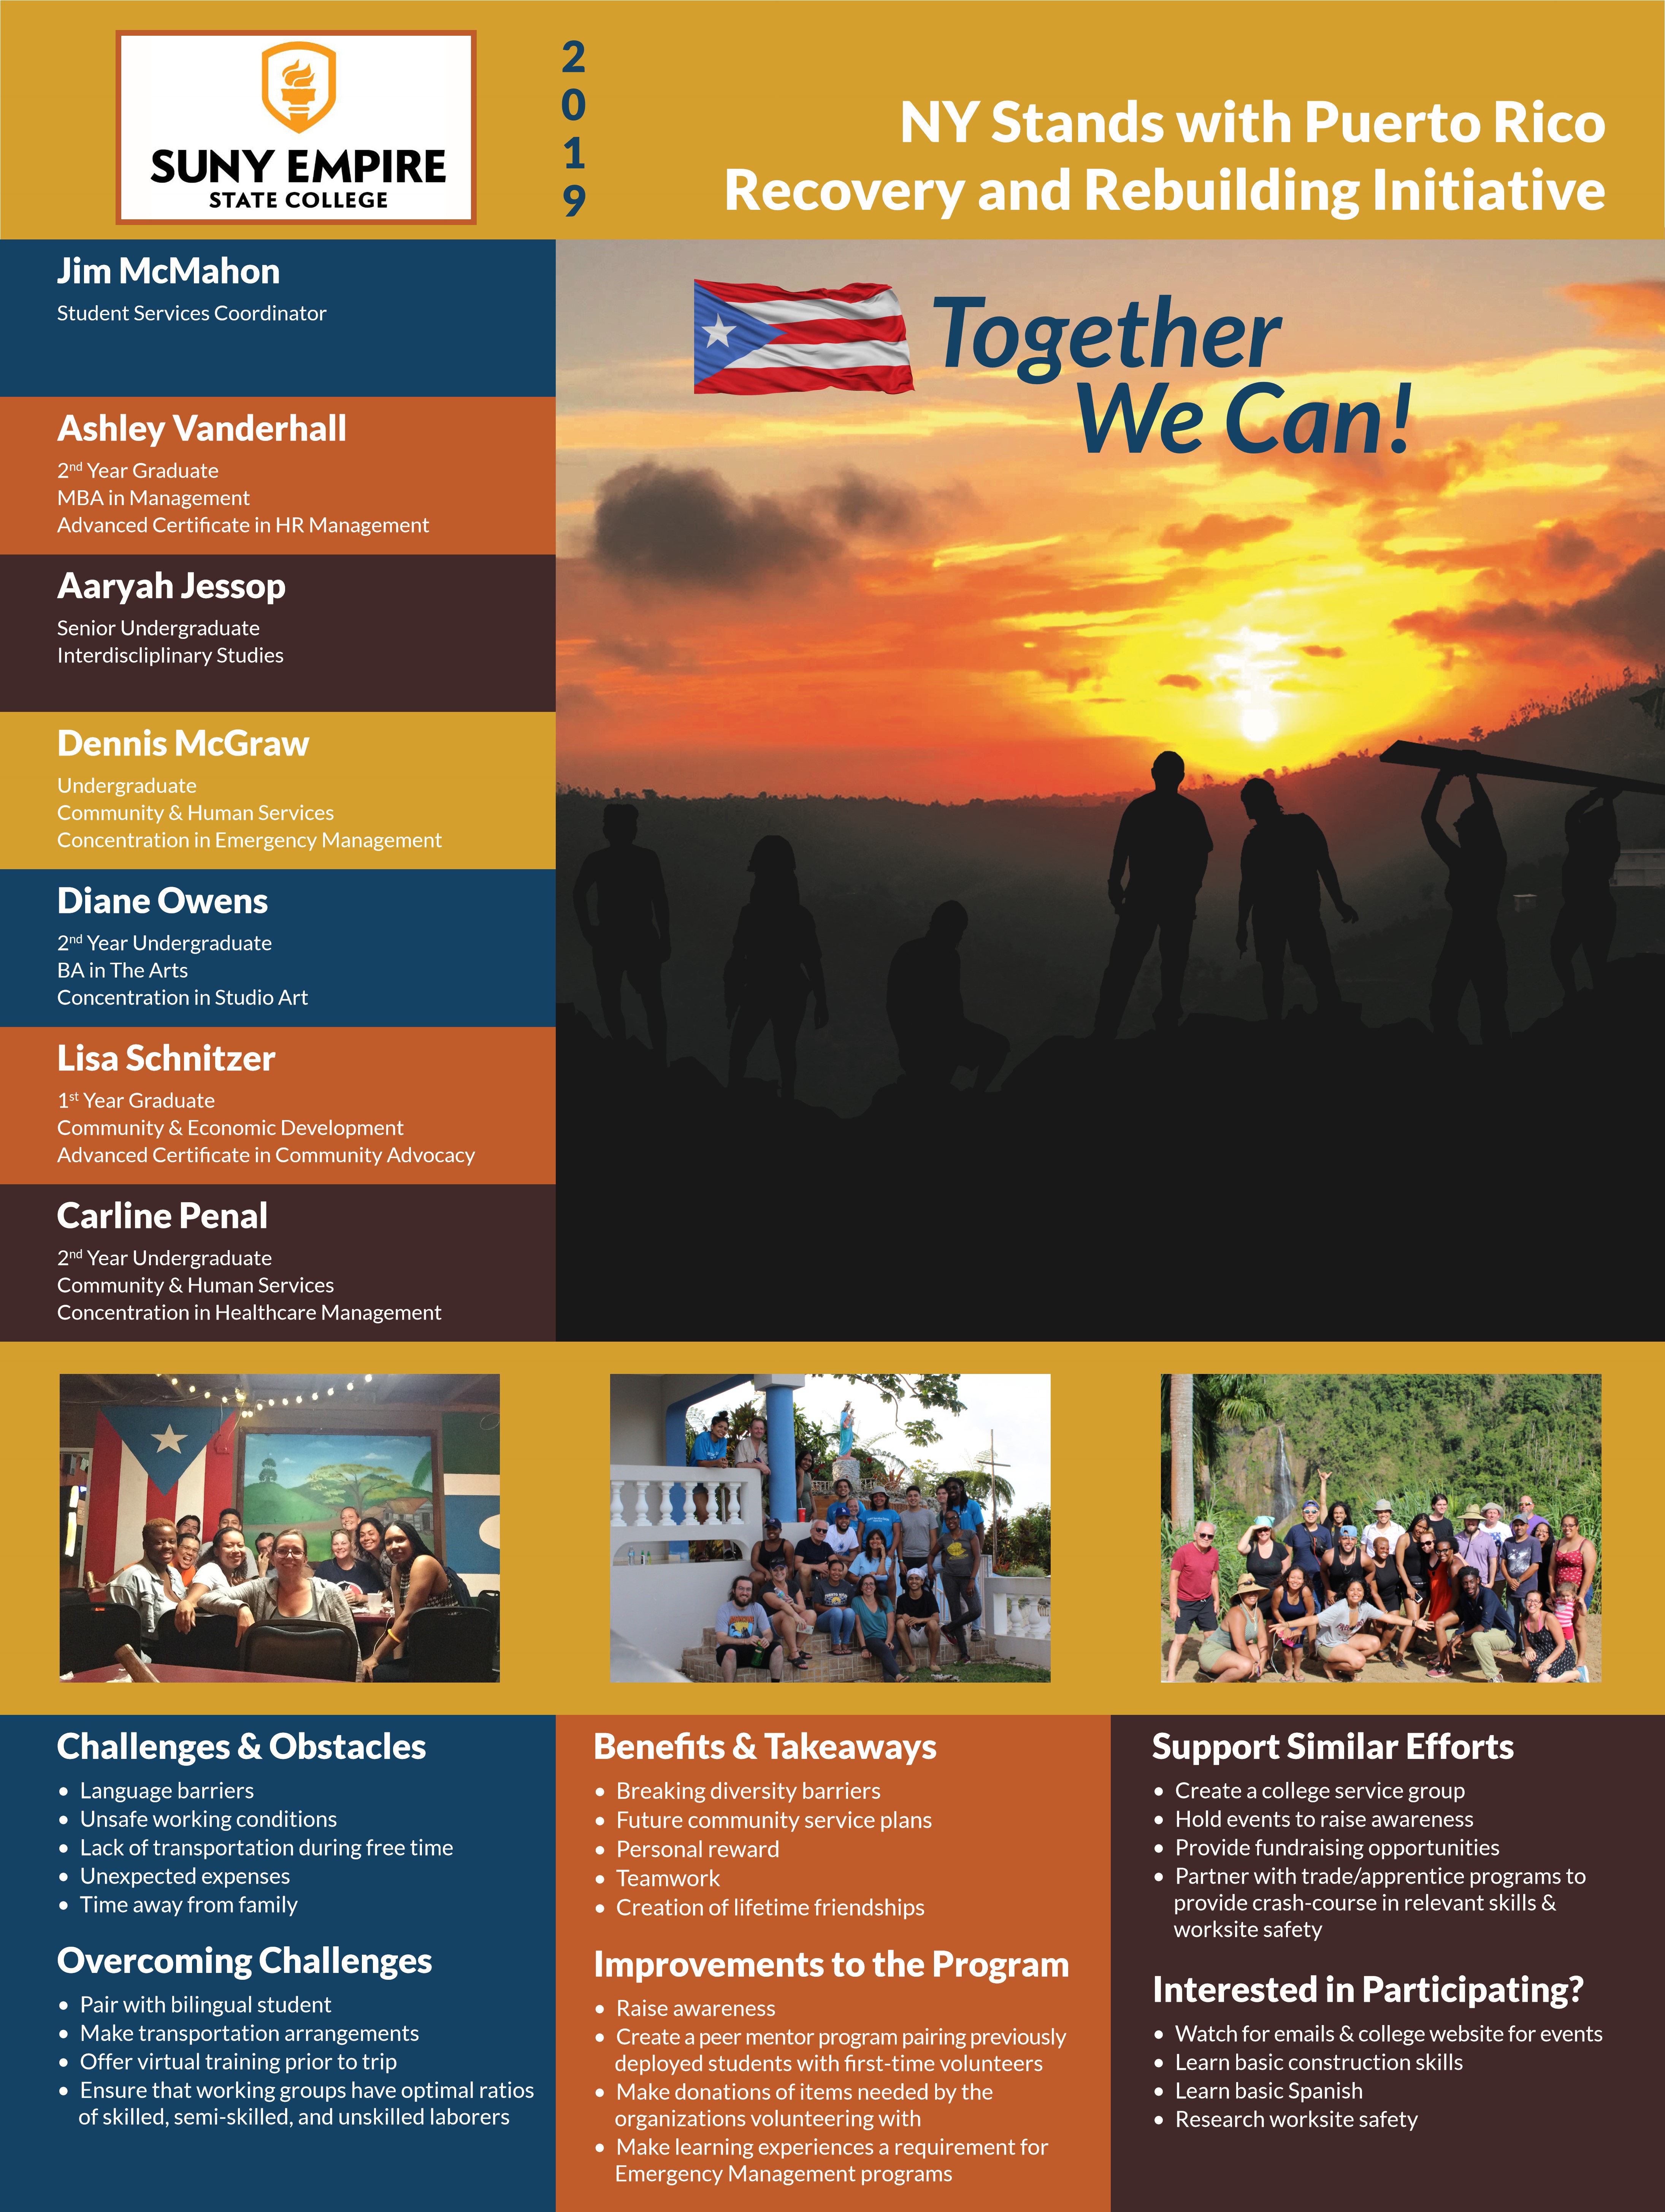 SUNY EMPIRE
STATE COLLEGE
2
0
1
9
NY Stands with Puerto Rico
Recovery and Rebuilding Initiative
Jim McMahon
Student Services Coordinator
Ashley Vanderhall
2nd Year Graduate
MBA in Management
Advanced Certificate in HR Management
Aaryah Jessop
Senior Undergraduate
Interdiscliplinary Studies
Dennis McGraw
Undergraduate
Community & Human Services
Concentration in Emergency Management
Diane Owens
2nd Year Undergraduate
BA in The Arts
Concentration in Studio Art
Lisa Schnitzer
1st Year Graduate
Community & Economic Development
Advanced Certificate in Community Advocacy
Carline Penal
2nd Year Undergraduate
Community & Human Services
Concentration in Healthcare Management
Together
We Can!
Challenges & Obstacles
• Language barriers
• Unsafe working conditions
• Lack of transportation during free time
• Unexpected expenses
• Time away from family
Overcoming Challenges
• Pair with bilingual student
• Make transportation arrangements
• Offer virtual training prior to trip
• Ensure that working groups have optimal ratios
of skilled, semi-skilled, and unskilled laborers
Benefits & Takeaways
• Breaking diversity barriers
• Future community service plans
• Personal reward
• Teamwork
• Creation of lifetime friendships
Improvements to the Program
• Raise awareness
• Create a peer mentor program pairing previously
deployed students with first-time volunteers
• Make donations of items needed by the
organizations volunteering with
• Make learning experiences a requirement for
Emergency Management programs
Support Similar Efforts
• Create a college service group
• Hold events to raise awareness
• Provide fundraising opportunities
• Partner with trade/apprentice programs to
provide crash-course in relevant skills &
worksite safety
Interested in Participating?
• Watch for emails & college website for events
• Learn basic construction skills
• Learn basic Spanish
• Research worksite safety